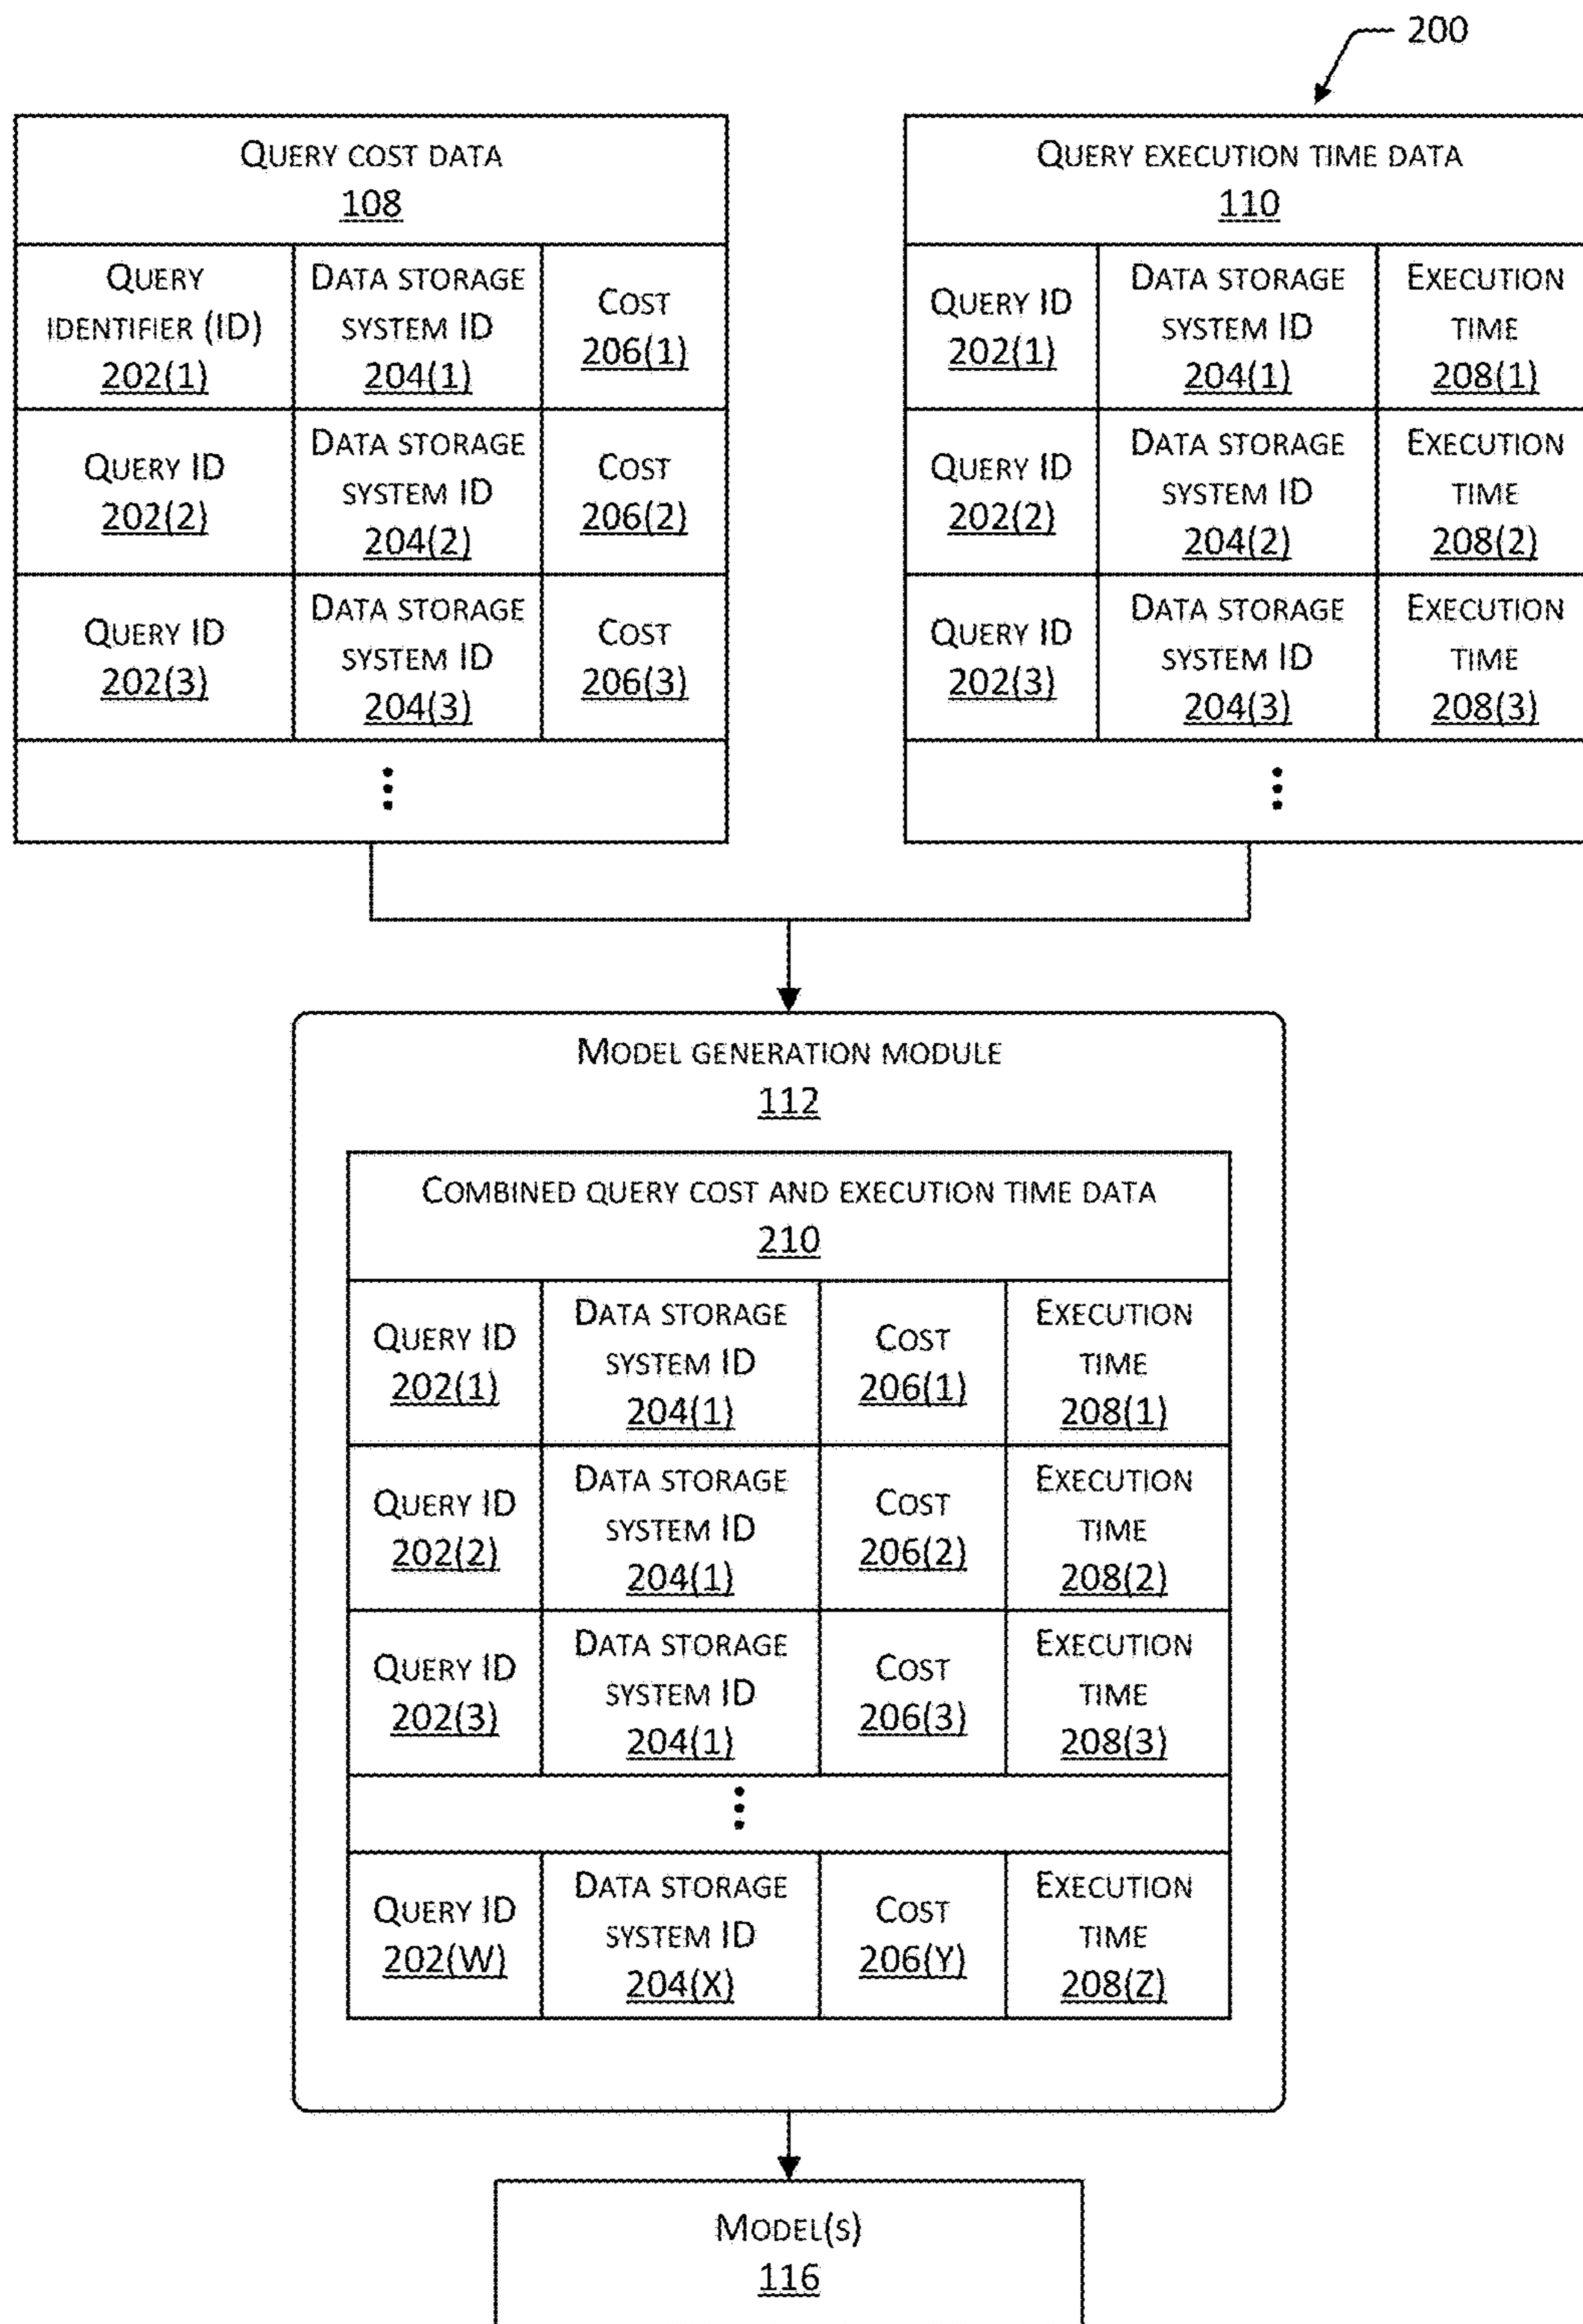 200
Query cost data
108
Query
identifier (ID)
202(1)
Data storage
system ID
204(1)
Cost
206(1)
Query ID
202(2)
Data storage
system ID
204(2)
Cost
206(2)
Query ID
202(3)
Data storage
system ID
204(3)
Cost
206(3)
Query execution time data
110
Query ID
202(1)
Data storage
system ID
204(1)
Execution
time
208(1)
Query ID
202(2)
Data storage
system ID
204(2)
Execution
time
208(2)
Query ID
202(3)
Data storage
system ID
204(3)
Execution
time
208(3)
Model generation module
112
Combined query cost and execution time data
210
Query ID
202(1)
Data storage
system ID
204(1)
Cost
206(1)
Execution
time
208(1)
Query ID
202(2)
Data storage
system ID
204(1)
Cost
206(2)
Execution
time
208(2)
Query ID
202(3)
Data storage
system ID
204(1)
Cost
206(3)
Execution
time
208(3)
Query ID
202(W)
Data storage
system ID
204(X)
Cost
206(Y)
Execution
time
208(Z)
Model(s)
116